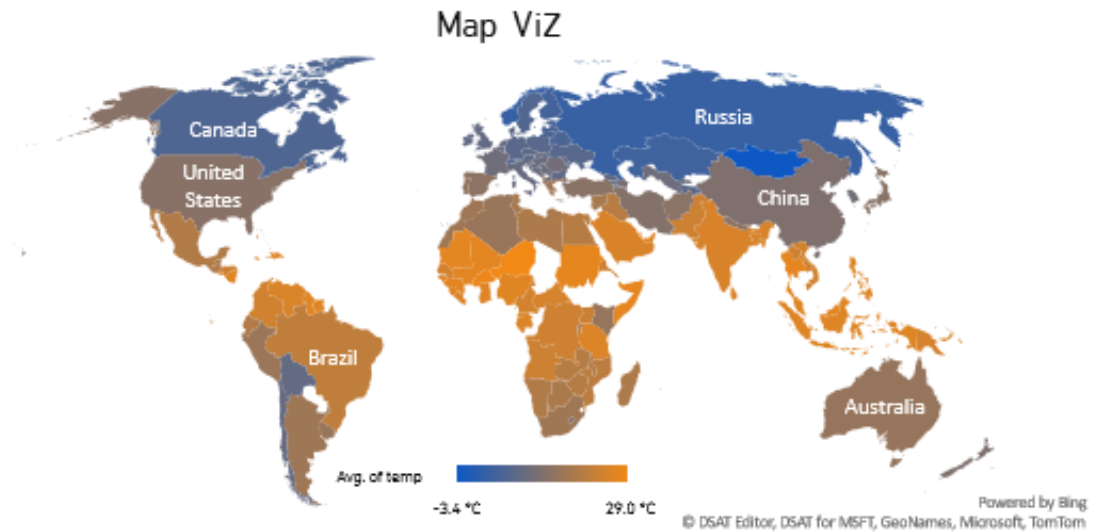 Map ViZ
Canada
Russia
United
States
China
Brazil
Australia
Avg. of temp
-3.4 °C
29.0 °C
Powered by Bing
© DSAT Editor, DSAT for MSFT, GeoNames, Microsoft, TomTom